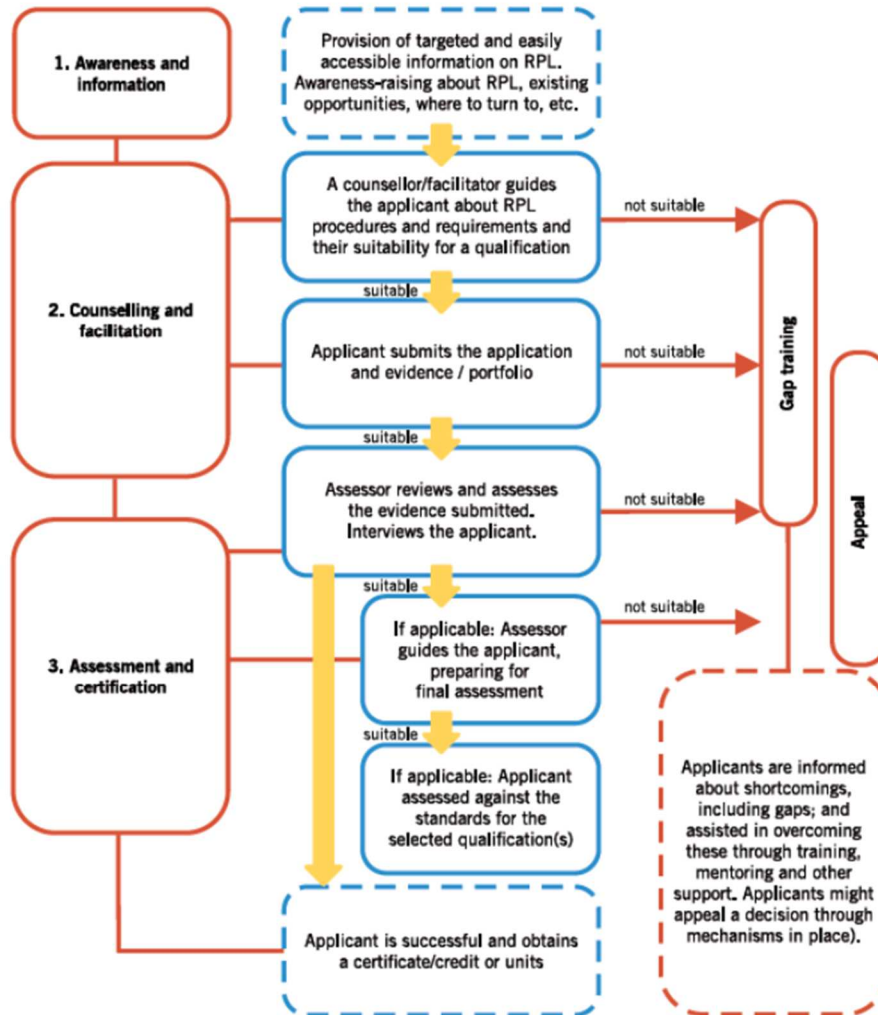 1. Awareness and
information
Provision of targeted and easily
accessible information on RPL.
Awareness-raising about RPL, existing
opportunities, where to turn to, etc.
2. Counselling and
facilitation
A counsellor/facilitator guides
the applicant about RPL
procedures and requirements and
their suitability for a qualification
not suitable
suitable
Applicant submits the application
and evidence / portfolio
not suitable
suitable
Assessor reviews and assesses
the evidence submitted.
Interviews the applicant.
not suitable
suitable
3. Assessment and
certification
If applicable: Assessor
guides the applicant,
preparing for
final assessment
not suitable
suitable
If applicable: Applicant
assessed against the
standards for the
selected qualification(s)
Applicant is successful and obtains
a certificate/credit or units
Gap training
Appeal
Applicants are informed
about shortcomings,
including gaps; and
assisted in overcoming
these through training,
mentoring and other
support. Applicants might
appeal a decision through
mechanisms in place).